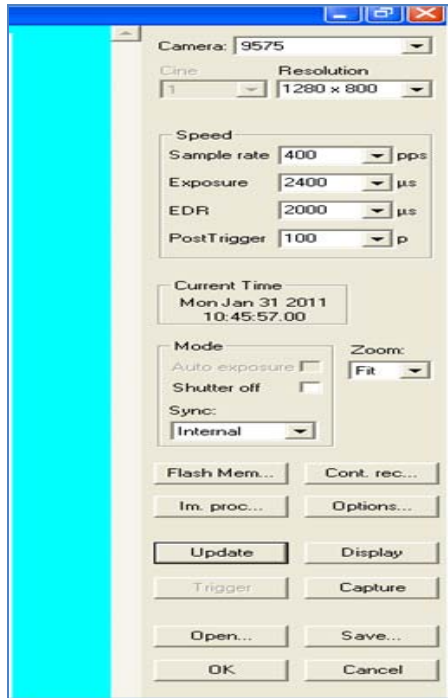 Camera: 9575
Cine Resolution
1 1280 x 800
Speed
Sample rate 400 pps
Exposure 2400 µs
EDR 2000 µs
PostTrigger 100 p
Current Time
Mon Jan 31 2011
10:45:57.00
Mode Zoom:
Auto exposure Fit
Shutter off
Sync:
Internal
Flash Mem... Cont. rec...
Im. proc... Options...
Update Display
Trigger Capture
Open... Save...
OK Cancel